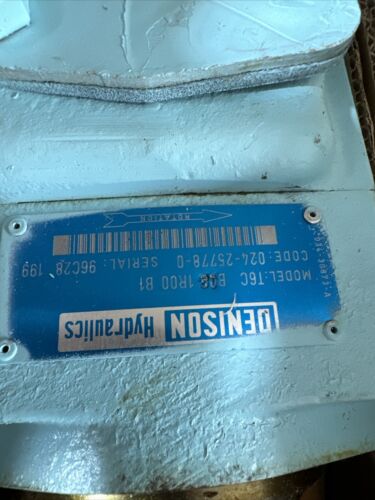 DENISON Hydraulics
MODEL:T6C 1R00 B1
CODE: 024-25778-0 SERIAL: 96C28 199
ROTATION